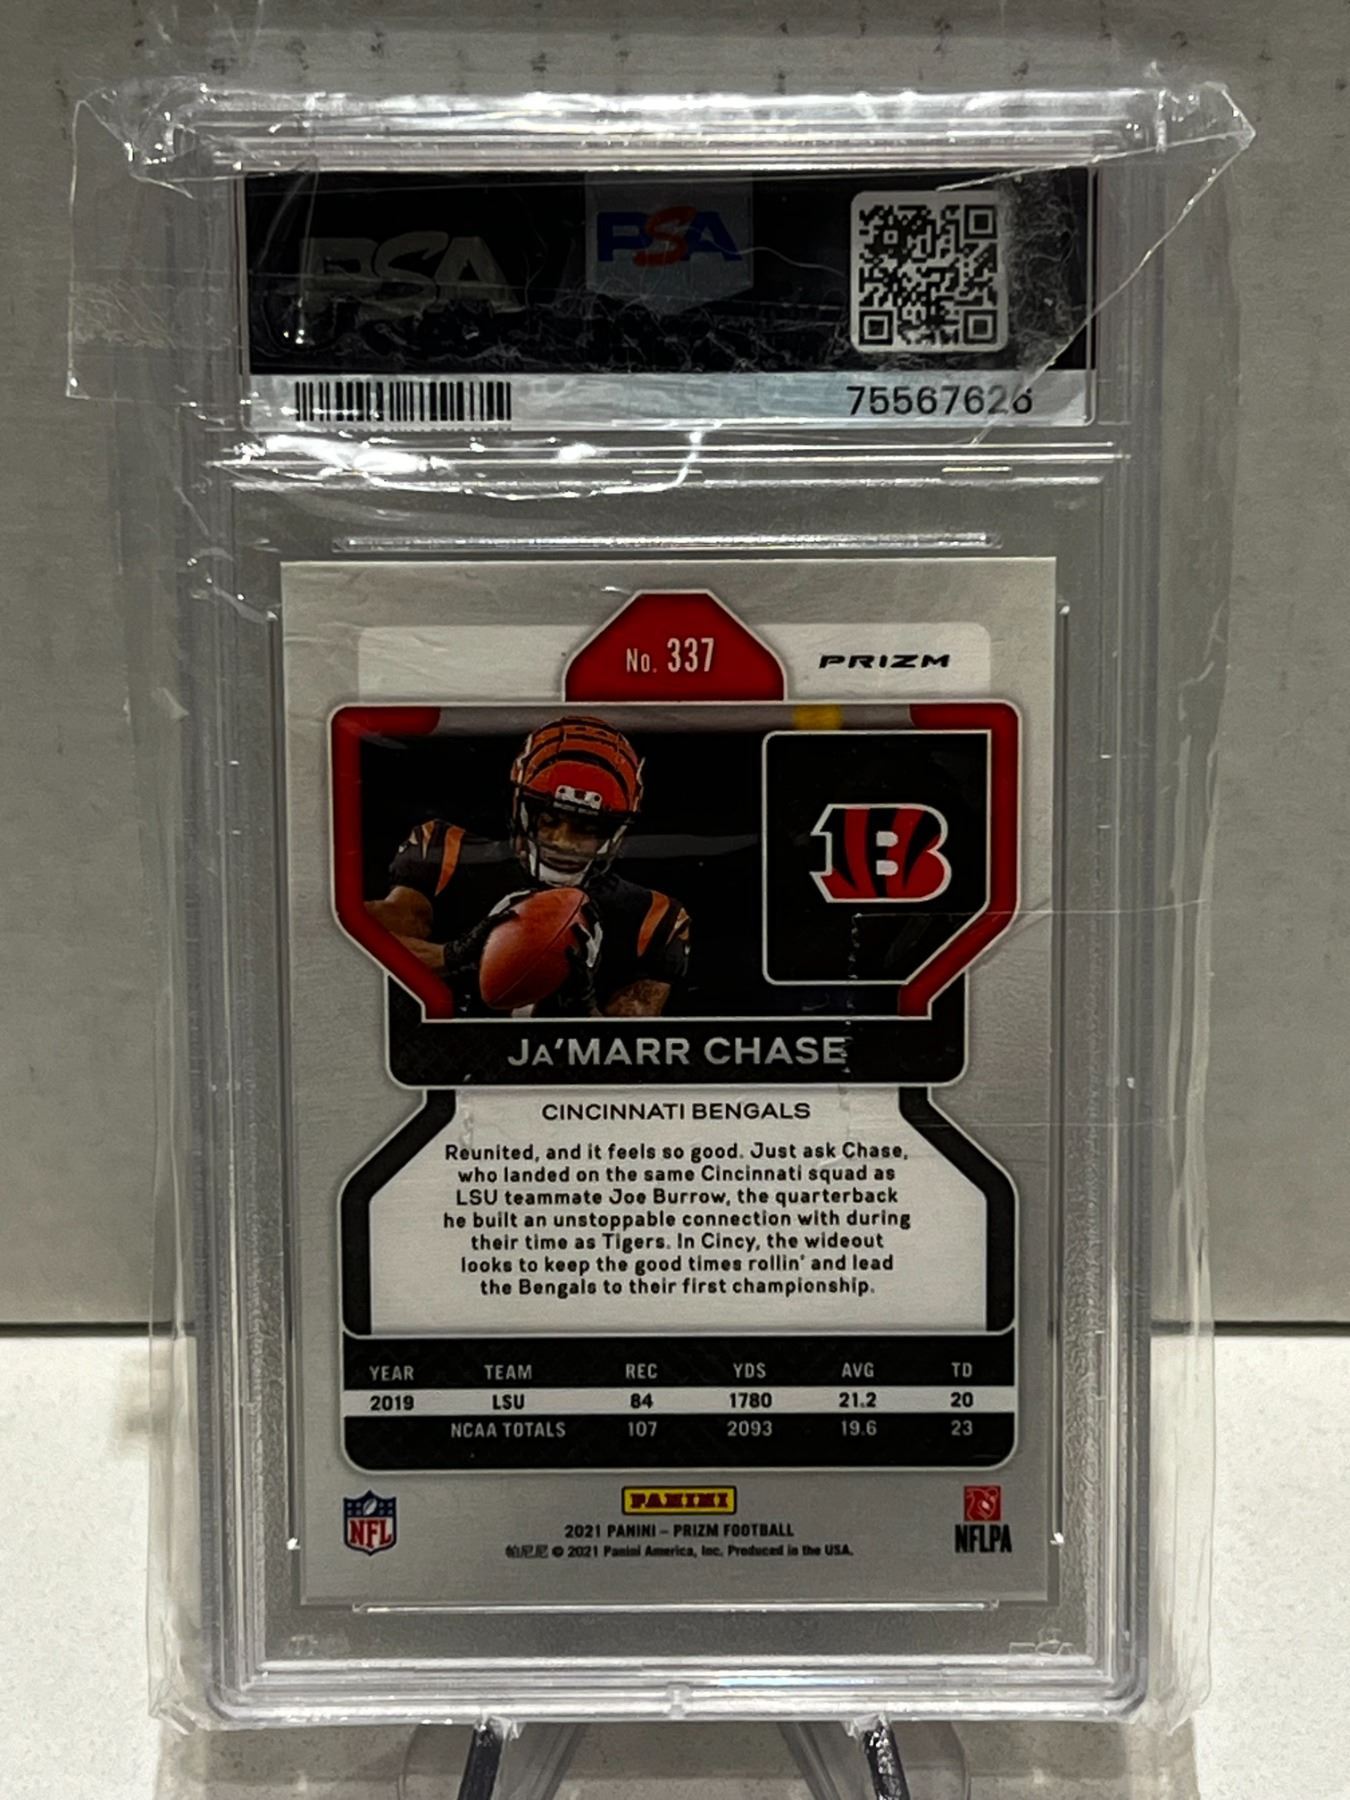 PSA
PSA
75567626
No. 337
PRIZM
B
JA'MARR CHASE
CINCINNATI BENGALS
Reunited, and it feels so good. Just ask Chase,
who landed on the same Cincinnati squad as
LSU teammate Joe Burrow, the quarterback
he built an unstoppable connection with during
their time as Tigers. In Cincy, the wideout
looks to keep the good times rollin' and lead
the Bengals to their first championship.
YEAR TEAM REC YDS AVG TD
2019 LSU 84 1780 21.2 20
NCAA TOTALS 107 2093 19.6 23
PANINI
NFL
2021 PANINI – PRIZM FOOTBALL
NFLPA
帕尼尼 © 2021 Panini America, Inc. Produced in the USA.
PSA